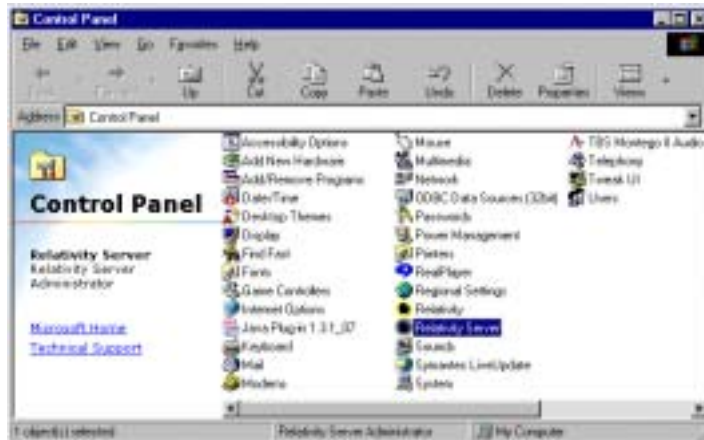 Control Panel
File Edit View Go Favorites Help
Up Cut Copy Paste Undo Delete Properties Views
Address Control Panel
Control Panel
Relativity Server
Relativity Server
Administrator
Microsoft Home
Technical Support
Accessibility Options
Add New Hardware
Add/Remove Programs
Date/Time
Desktop Themes
Display
Find Fast
Fonts
Game Controllers
Internet Options
Java Plug-in 1.3.1_07
Keyboard
Mail
Modems
Mouse
Multimedia
Network
ODBC Data Sources (32bit)
Passwords
Power Management
Printers
RealPlayer
Regional Settings
Relativity
Relativity Server
Sounds
Symantec LiveUpdate
System
TBS Montego II Audio
Telephony
Tweak UI
Users
1 object(s) selected
Relativity Server Administrator
My Computer